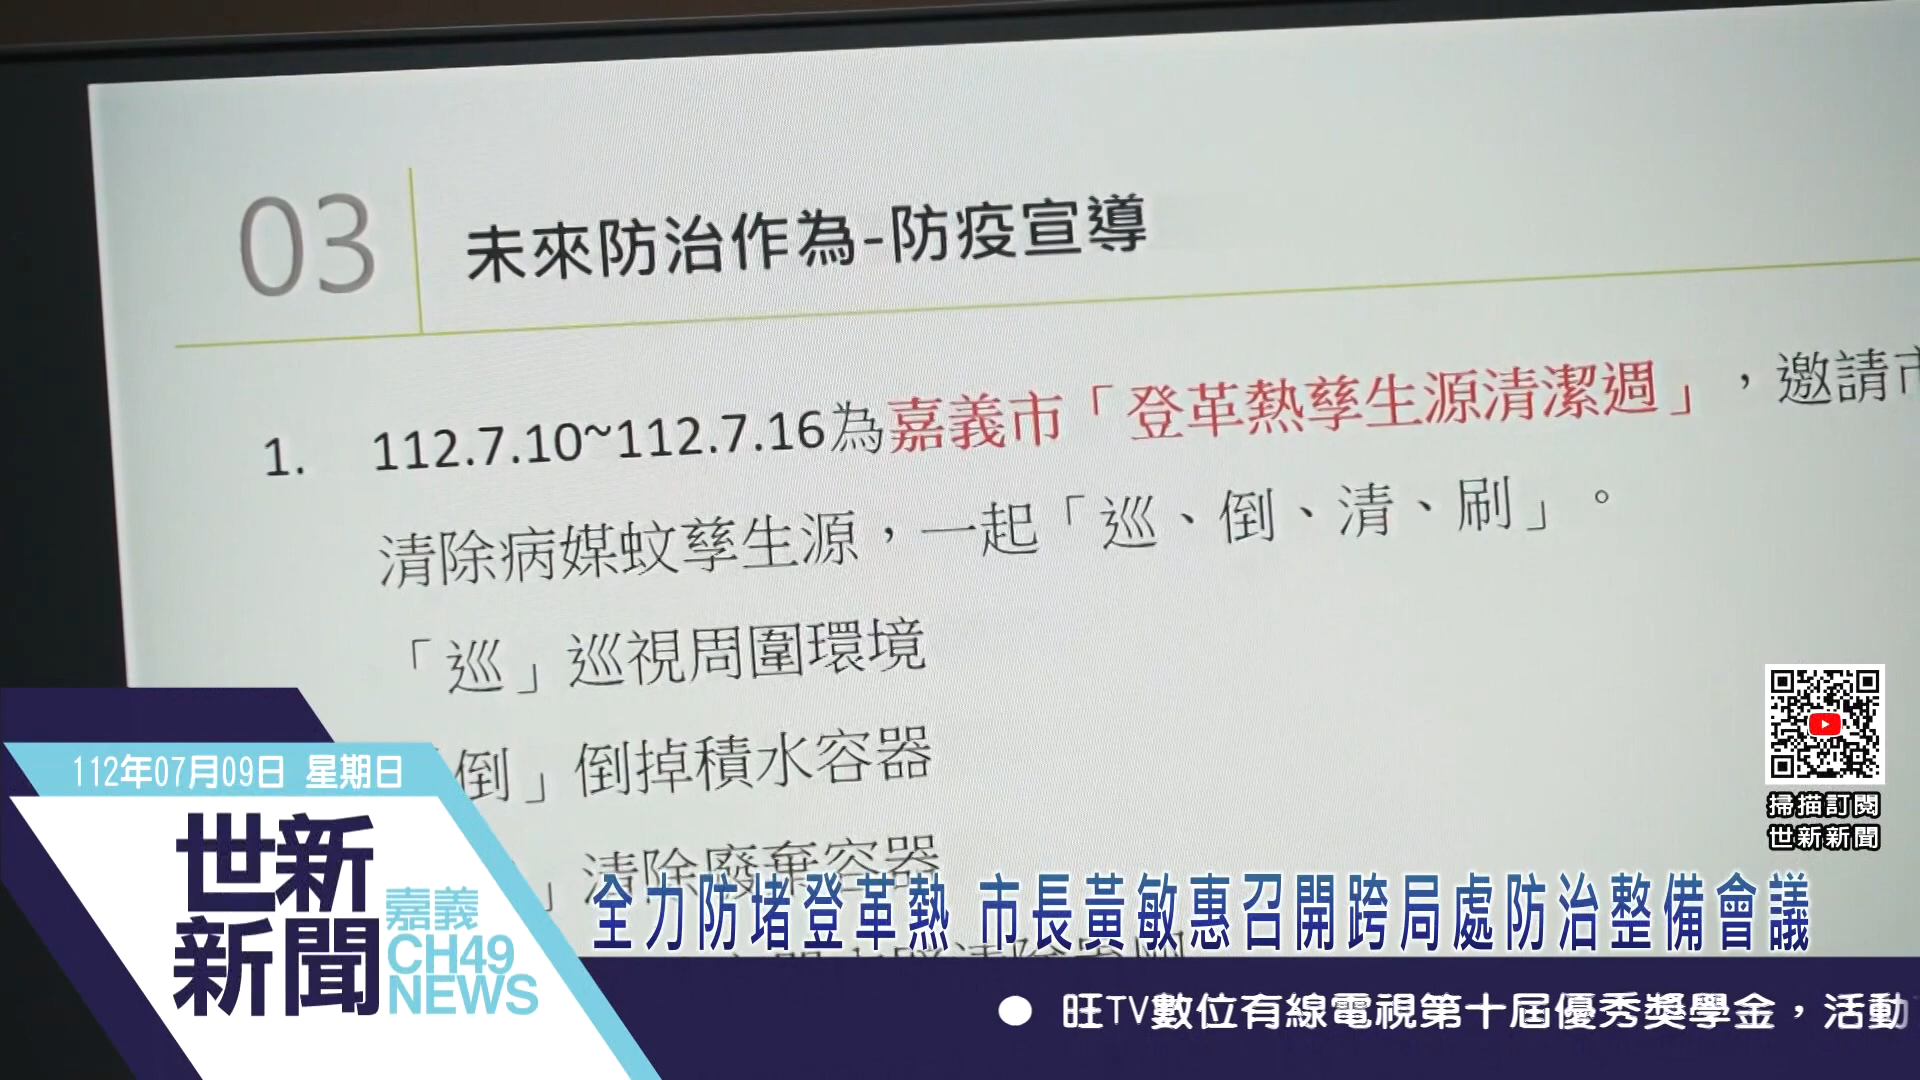 03
未來防治作為-防疫宣導
1. 112.7.10~112.7.16為嘉義市「登革熱孳生源清潔週」，邀請市
清除病媒蚊孳生源，一起「巡、倒、清、刷」。
「巡」巡視周圍環境
倒」倒掉積水容器
」清除廢棄容器
112年07月09日 星期日
世新
新聞
嘉義
CH49
NEWS
掃描訂閱
世新新聞
全力防堵登革熱 市長黃敏惠召開跨局處防治整備會議
● 旺TV數位有線電視第十屆優秀獎學金，活動